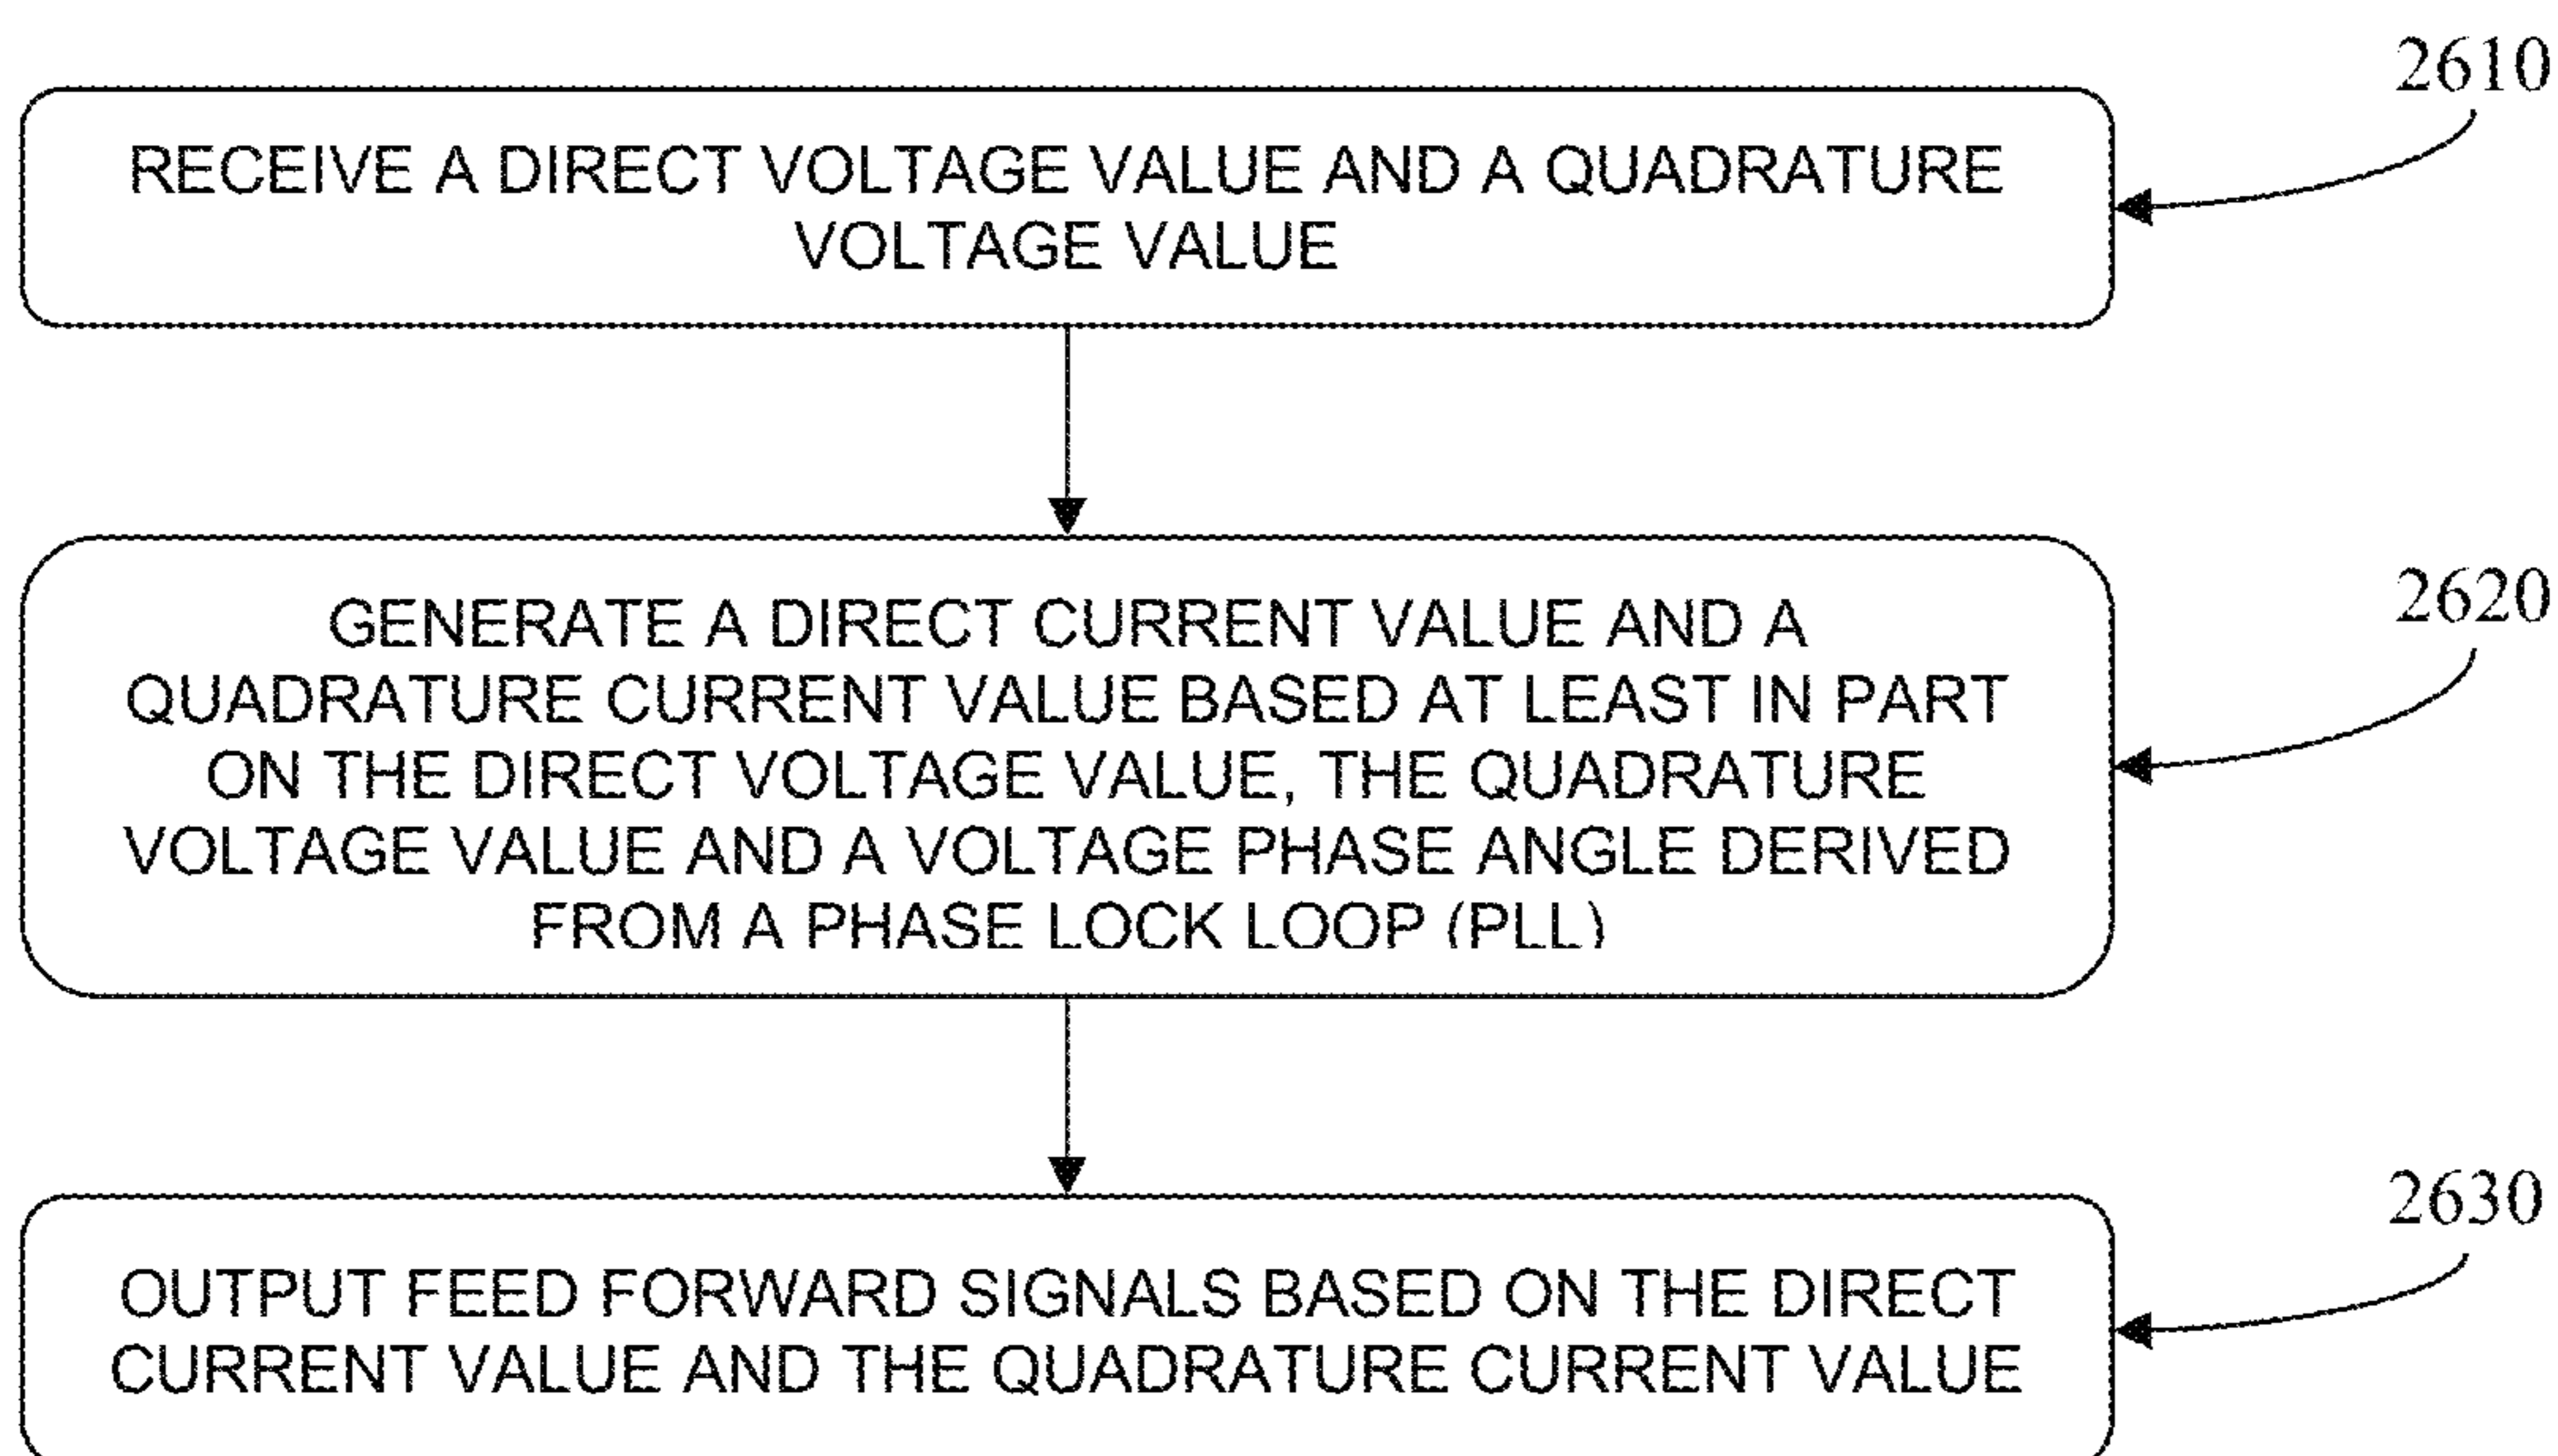 2610
RECEIVE A DIRECT VOLTAGE VALUE AND A QUADRATURE
VOLTAGE VALUE
2620
GENERATE A DIRECT CURRENT VALUE AND A
QUADRATURE CURRENT VALUE BASED AT LEAST IN PART
ON THE DIRECT VOLTAGE VALUE, THE QUADRATURE
VOLTAGE VALUE AND A VOLTAGE PHASE ANGLE DERIVED
FROM A PHASE LOCK LOOP (PLL)
2630
OUTPUT FEED FORWARD SIGNALS BASED ON THE DIRECT
CURRENT VALUE AND THE QUADRATURE CURRENT VALUE